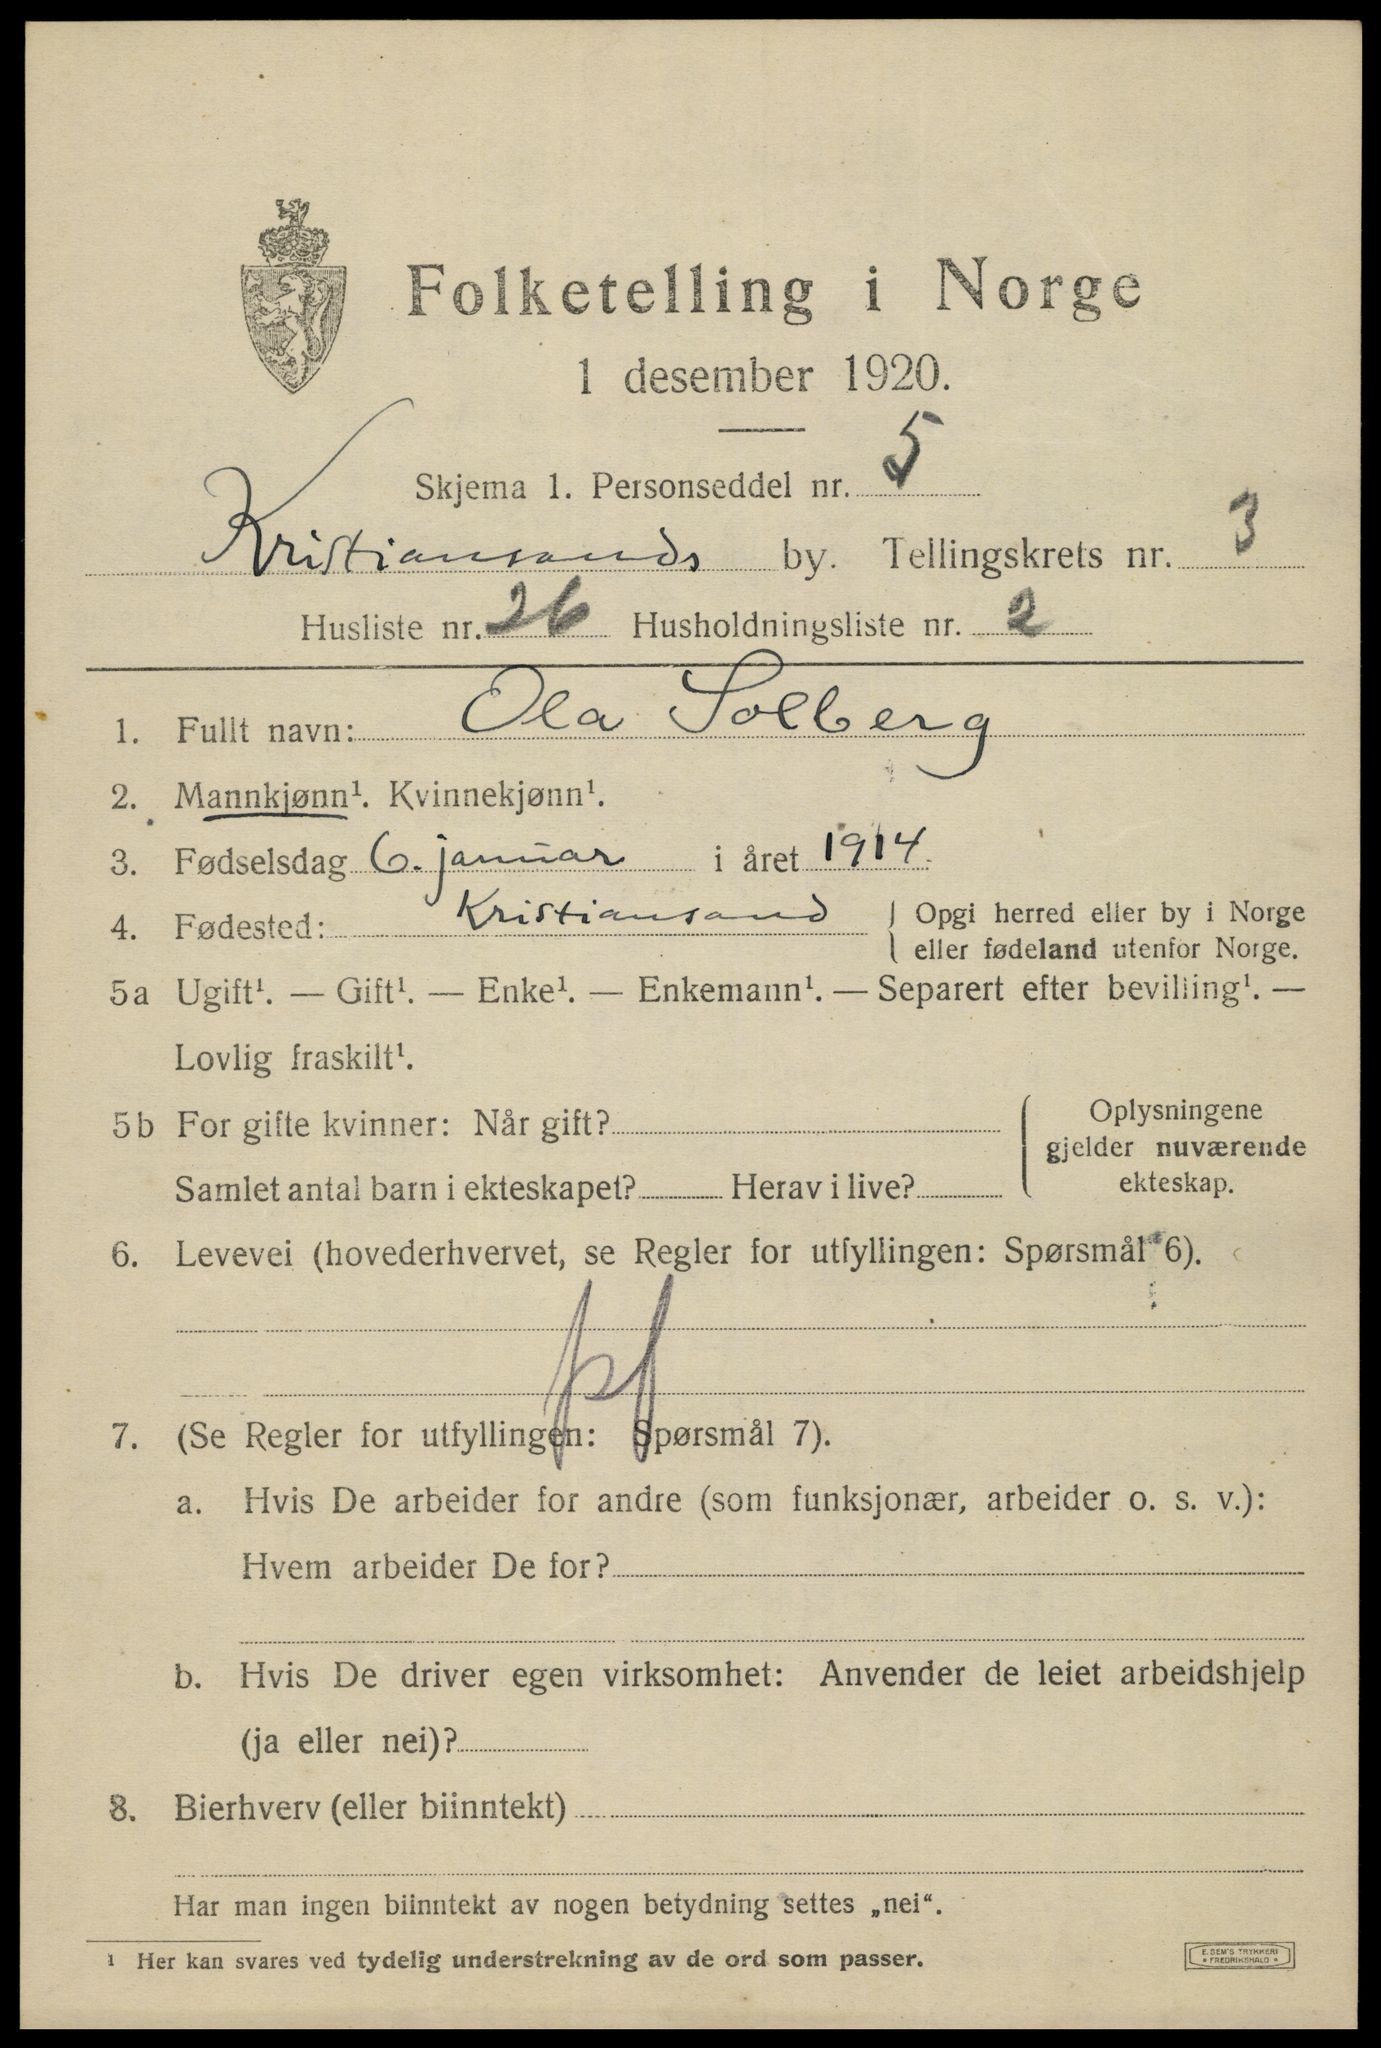 Folketelling i Norge
1 desember 1920.
Skjema 1. Personseddel nr. 5
Kristiansands by. Tellingskrets nr. 3
Husliste nr. 26 Husholdningsliste nr. 2
1. Fullt navn: Ola Solberg
2. Mannkjønn¹. Kvinnekjønn¹.
3. Fødselsdag 6. januar i året 1914.
4. Fødested: Kristiansand { Opgi herred eller by i Norge
eller fødeland utenfor Norge.
5a Ugift¹. — Gift¹. — Enke¹. — Enkemann¹. — Separert efter bevilling¹. —
Lovlig fraskilt¹.
5b For gifte kvinner: Når gift?
Samlet antal barn i ekteskapet? Herav i live?
{ Oplysningene
gjelder nuværende
ekteskap.
6. Levevei (hovederhvervet, se Regler for utfyllingen: Spørsmål 6).
7. (Se Regler for utfyllingen: Spørsmål 7).
a. Hvis De arbeider for andre (som funksjonær, arbeider o. s. v.):
Hvem arbeider De for?
b. Hvis De driver egen virksomhet: Anvender de leiet arbeidshjelp
(ja eller nei)?
8. Bierhverv (eller biinntekt)
Har man ingen biinntekt av nogen betydning settes „nei“.
¹ Her kan svares ved tydelig understrekning av de ord som passer.
E. SEM'S TRYKKERI
* FREDRIKSHALD *